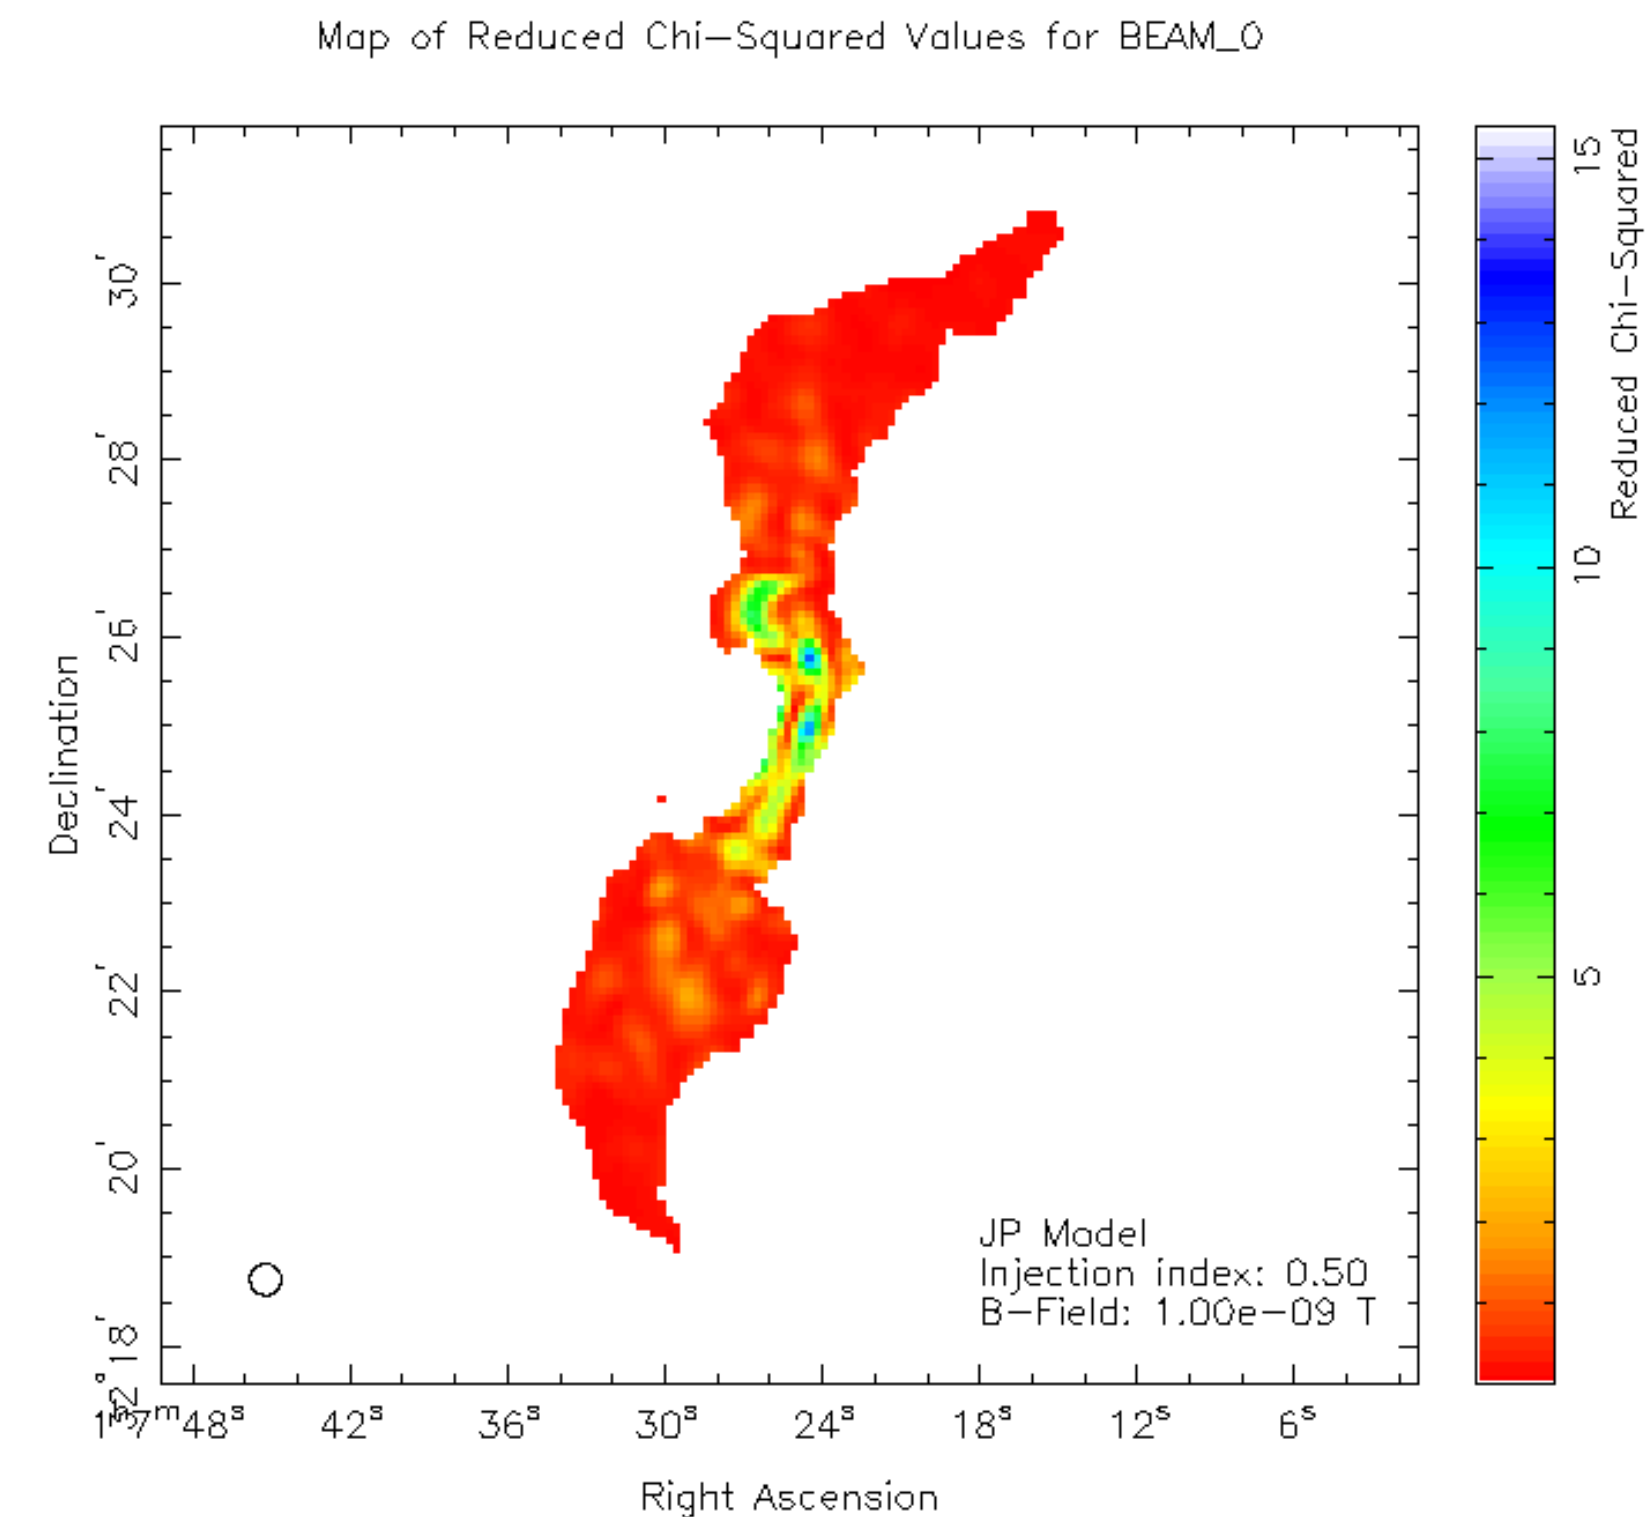 Map of Reduced Chi-Squared Values for BEAM_0
15
10
5
Reduced Chi-Squared
30'
28'
26'
24'
22'
20'
18'
Declination
JP Model
Injection index: 0.50
B-Field: 1.00e-09 T
48ˢ 42ˢ 36ˢ 30ˢ 24ˢ 18ˢ 12ˢ 6ˢ
Right Ascension